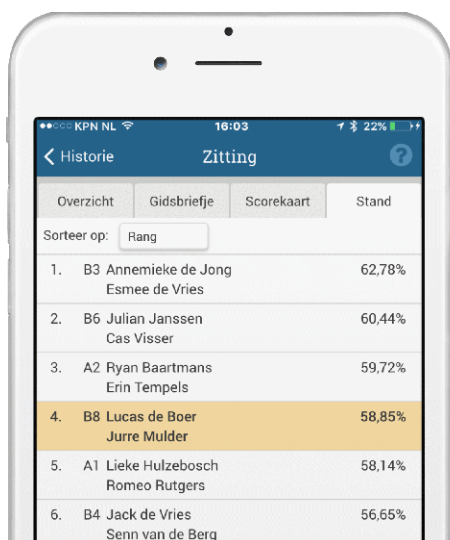 KPN NL 16:03 22%
Historie Zitting ?
Overzicht Gidsbriefje Scorekaart Stand
Sorteer op: Rang
1. B3 Annemieke de Jong 62,78%
Esmee de Vries
2. B6 Julian Janssen 60,44%
Cas Visser
3. A2 Ryan Baartmans 59,72%
Erin Tempels
4. B8 Lucas de Boer 58,85%
Jurre Mulder
5. A1 Lieke Hulzebosch 58,14%
Romeo Rutgers
6. B4 Jack de Vries 56,65%
Senn van de Berg